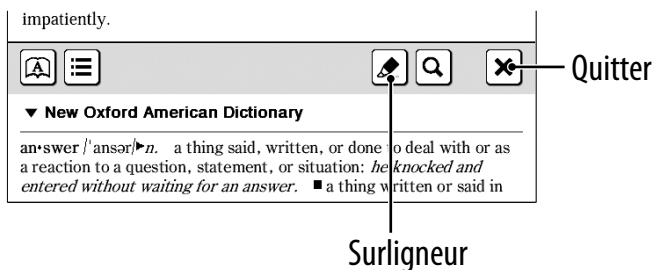 impatiently.
A
Quitter
▼ New Oxford American Dictionary
an•swer /ˈansər/►n. a thing said, written, or done to deal with or as
a reaction to a question, statement, or situation: he knocked and
entered without waiting for an answer. ■ a thing written or said in
Surligneur